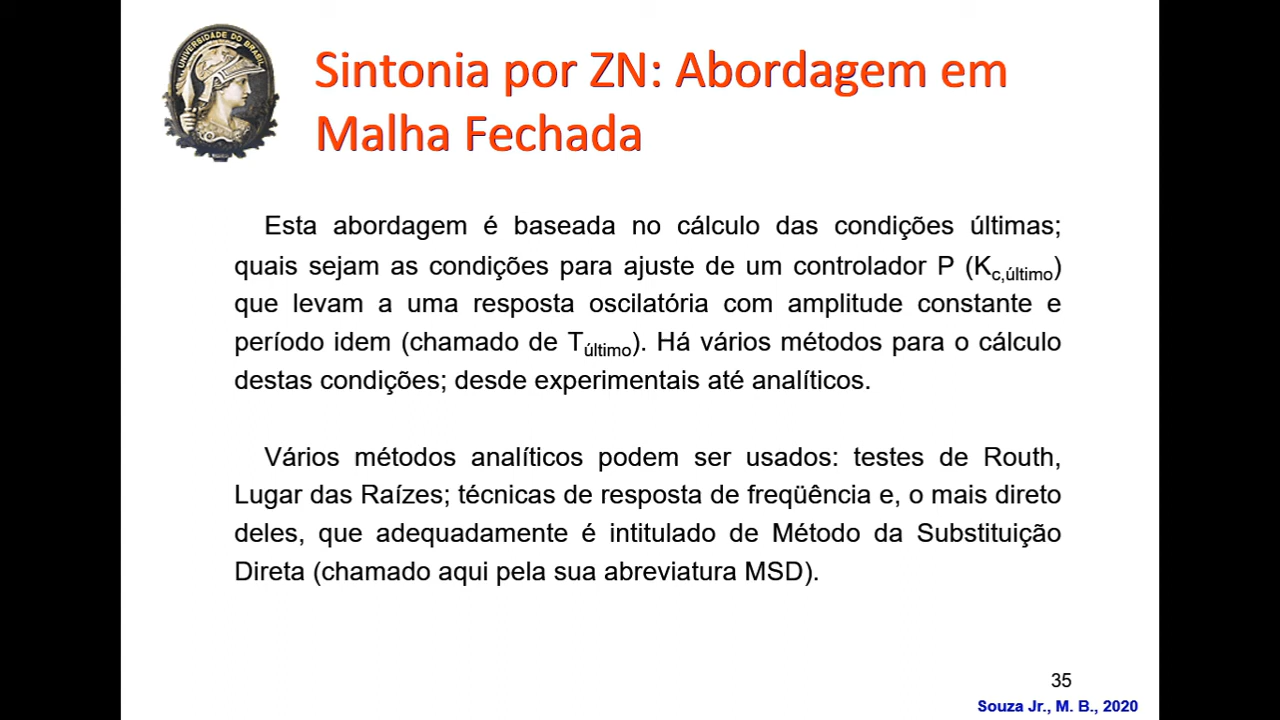 UNIVERSIDADE DO BRASIL
Sintonia por ZN: Abordagem em
Malha Fechada
Esta abordagem é baseada no cálculo das condições últimas;
quais sejam as condições para ajuste de um controlador P (Kc,último)
que levam a uma resposta oscilatória com amplitude constante e
período idem (chamado de Túltimo). Há vários métodos para o cálculo
destas condições; desde experimentais até analíticos.
Vários métodos analíticos podem ser usados: testes de Routh,
Lugar das Raízes; técnicas de resposta de freqüência e, o mais direto
deles, que adequadamente é intitulado de Método da Substituição
Direta (chamado aqui pela sua abreviatura MSD).
35
Souza Jr., M. B., 2020